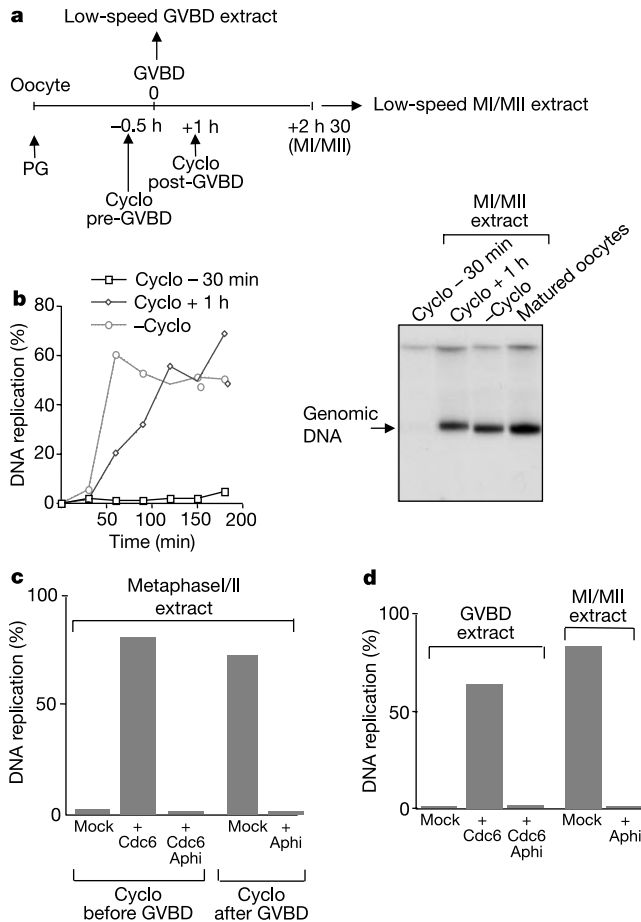 a
Low-speed GVBD extract
GVBD
Oocyte
0
Low-speed MI/MII extract
–0.5 h
+1 h
+2 h 30
(MI/MII)
PG
Cyclo
post-GVBD
Cyclo
pre-GVBD
b
Cyclo – 30 min
Cyclo + 1 h
–Cyclo
80
60
40
20
0
DNA replication (%)
50
100
150
200
Time (min)
MI/MII
extract
Cyclo – 30 min
Cyclo + 1 h
–Cyclo
Matured oocytes
Genomic
DNA
c
MetaphaseI/II
extract
100
50
0
DNA replication (%)
Mock
+
Cdc6
+
Cdc6
Aphi
Mock
+
Aphi
Cyclo
before GVBD
Cyclo
after GVBD
d
GVBD
extract
MI/MII
extract
100
50
0
DNA replication (%)
Mock
+
Cdc6
+
Cdc6
Aphi
Mock
+
Aphi